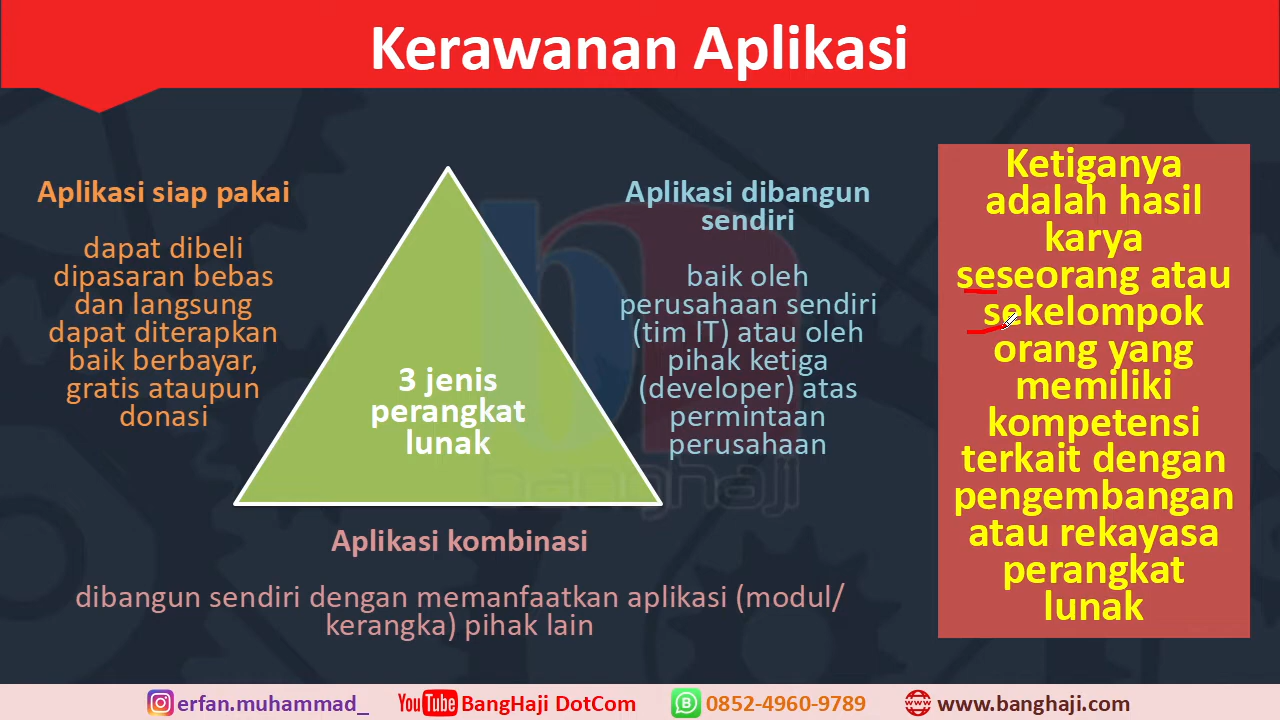 Kerawanan Aplikasi
Aplikasi siap pakai
dapat dibeli
dipasaran bebas
dan langsung
dapat diterapkan
baik berbayar,
gratis ataupun
donasi
3 jenis
perangkat
lunak
Aplikasi dibangun
sendiri
baik oleh
perusahaan sendiri
(tim IT) atau oleh
pihak ketiga
(developer) atas
permintaan
perusahaan
banghaji
Aplikasi kombinasi
dibangun sendiri dengan memanfaatkan aplikasi (modul/
kerangka) pihak lain
Ketiganya
adalah hasil
karya
seseorang atau
sekelompok
orang yang
memiliki
kompetensi
terkait dengan
pengembangan
atau rekayasa
perangkat
lunak
erfan.muhammad_
YouTube BangHaji DotCom
0852-4960-9789
www.banghaji.com